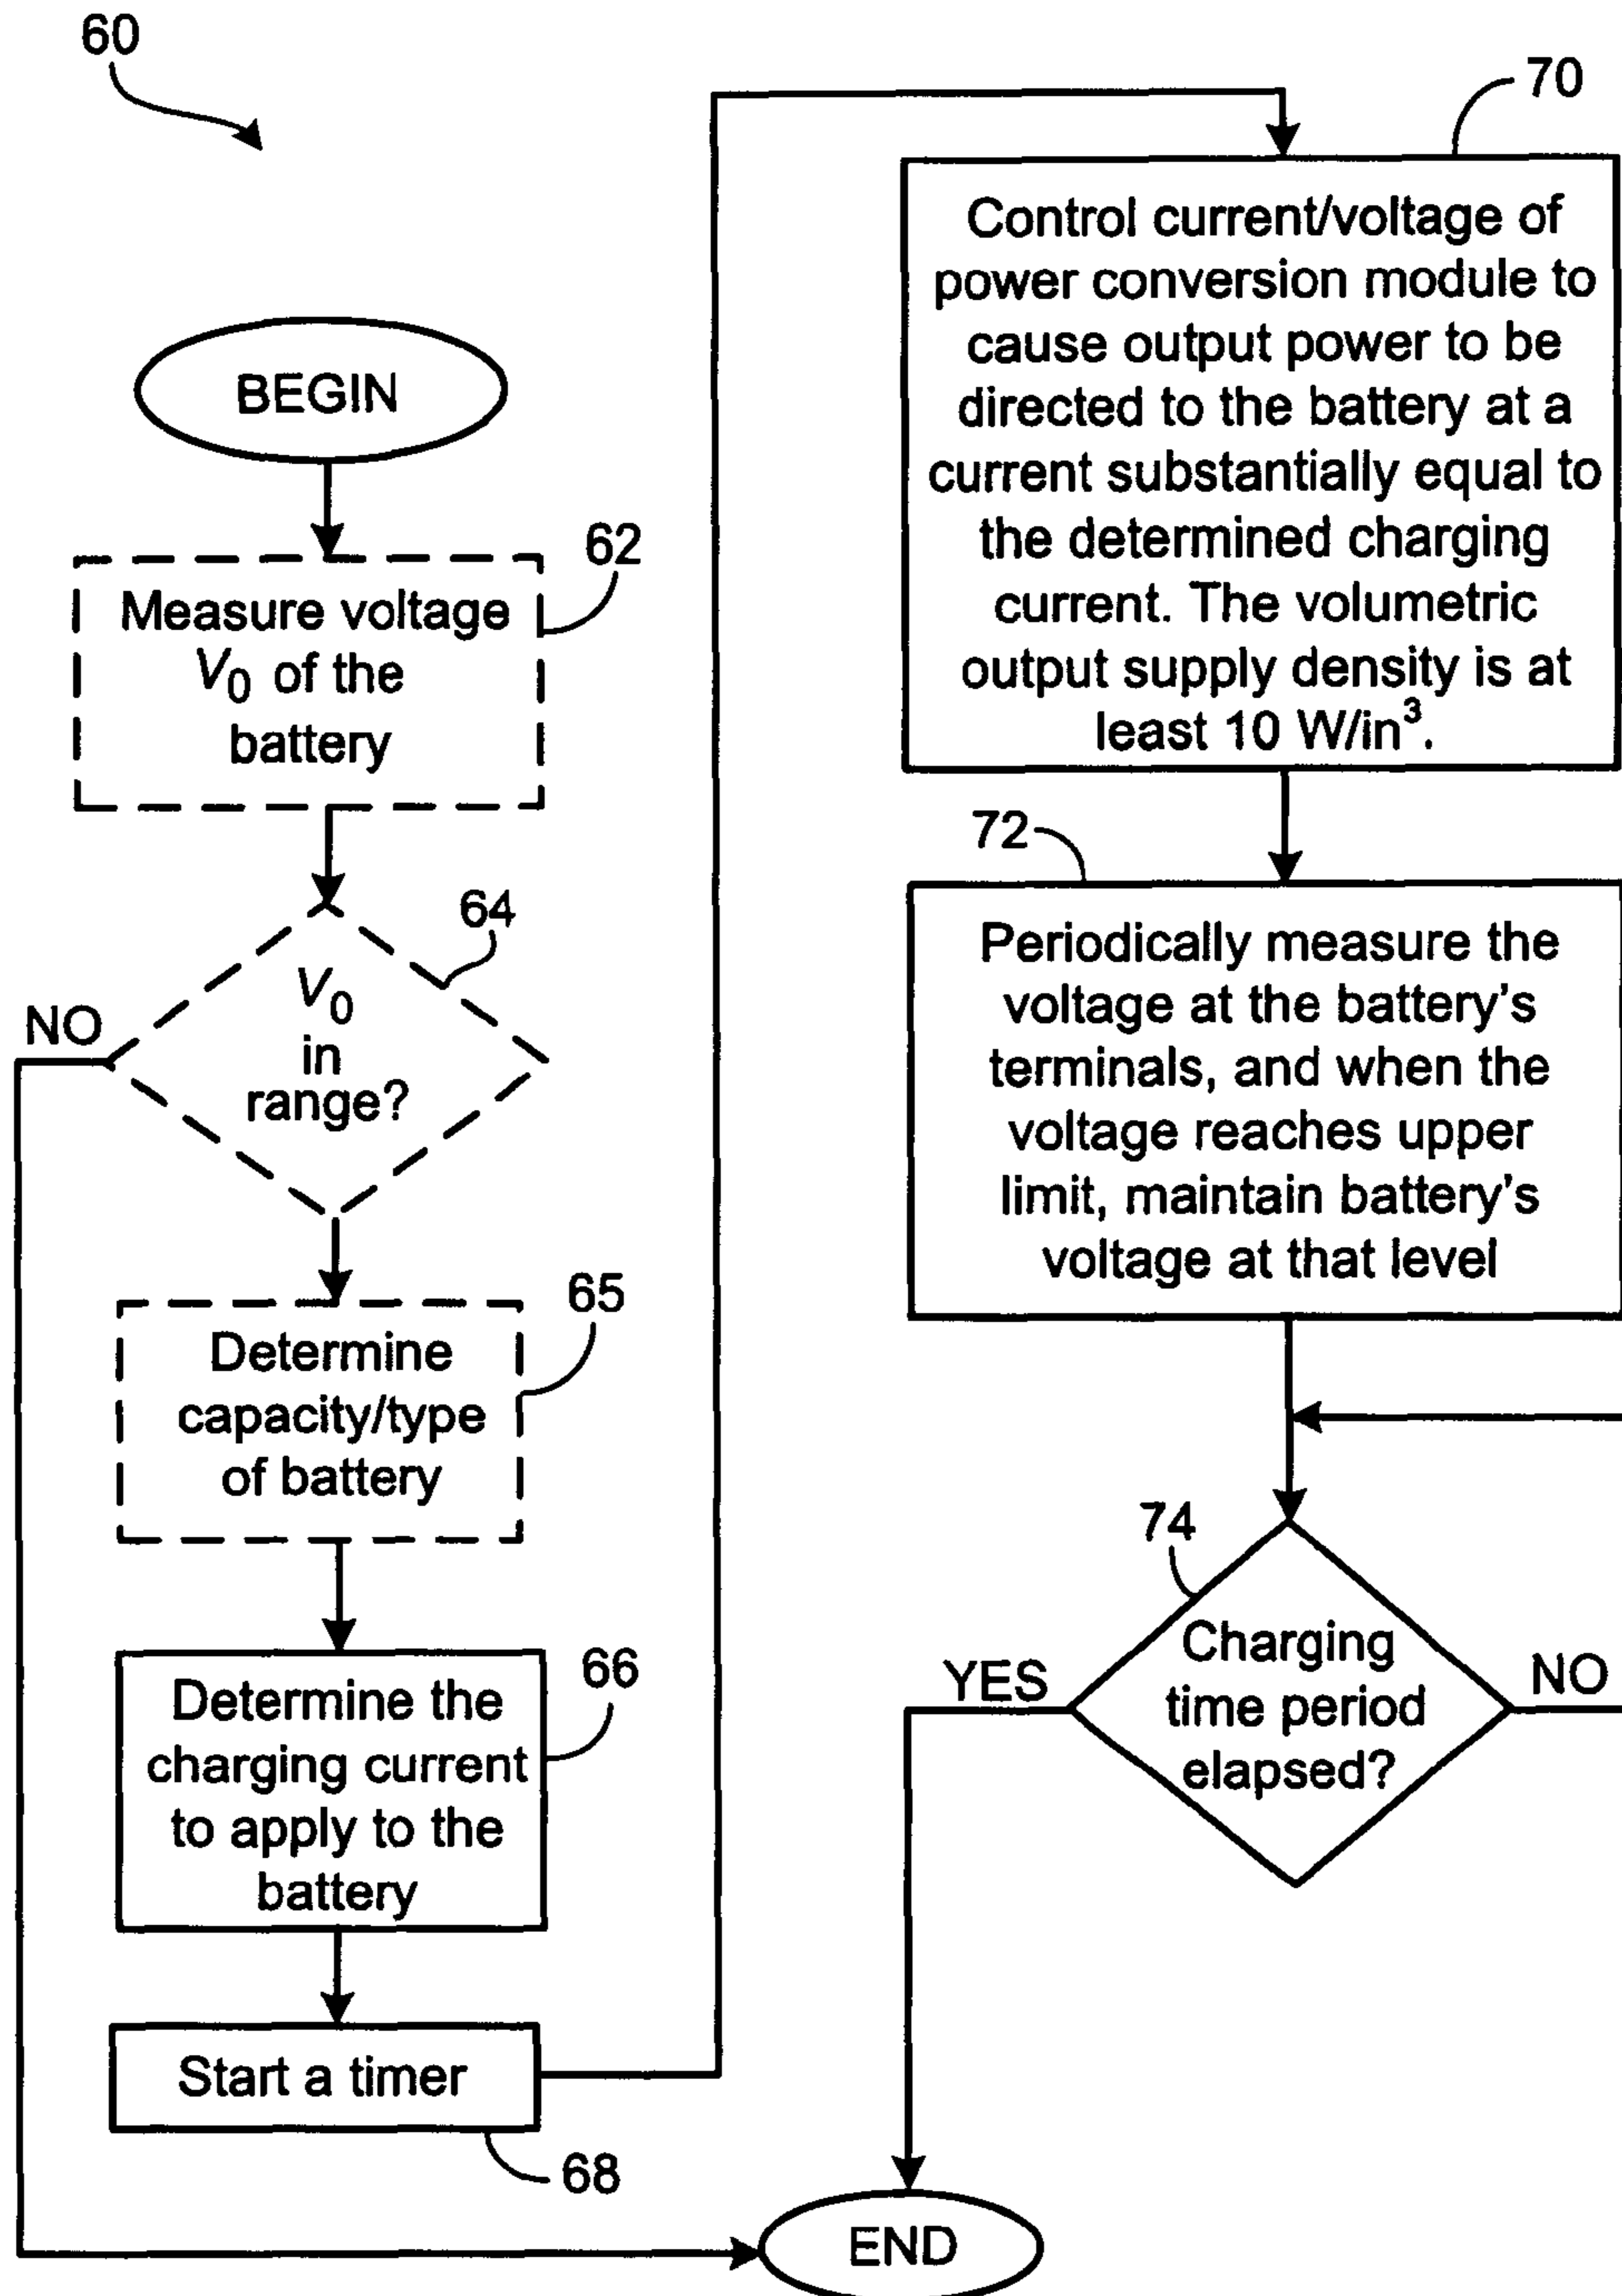 60
BEGIN
62
Measure voltage
V0 of the
battery
64
V0
in
range?
NO
65
Determine
capacity/type
of battery
66
Determine the
charging current
to apply to the
battery
Start a timer
68
70
Control current/voltage of
power conversion module to
cause output power to be
directed to the battery at a
current substantially equal to
the determined charging
current. The volumetric
output supply density is at
least 10 W/in³.
72
Periodically measure the
voltage at the battery's
terminals, and when the
voltage reaches upper
limit, maintain battery's
voltage at that level
74
Charging
time period
elapsed?
YES
NO
END